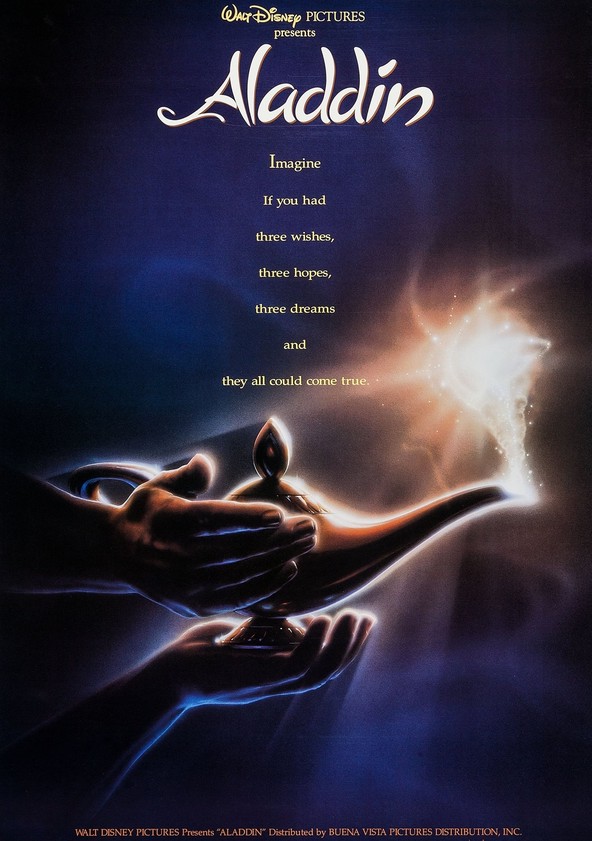 WALT DISNEY PICTURES
presents
Aladdin
Imagine
If you had
three wishes,
three hopes,
three dreams
and
they all could come true.
WALT DISNEY PICTURES Presents "ALADDIN" Distributed by BUENA VISTA PICTURES DISTRIBUTION, INC.